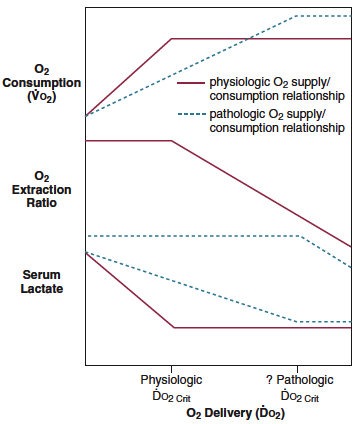 O2
Consumption
(V̇O2)
physiologic O2 supply/
consumption relationship
pathologic O2 supply/
consumption relationship
O2
Extraction
Ratio
Serum
Lactate
Physiologic
ḊO2 Crit
? Pathologic
ḊO2 Crit
O2 Delivery (ḊO2)